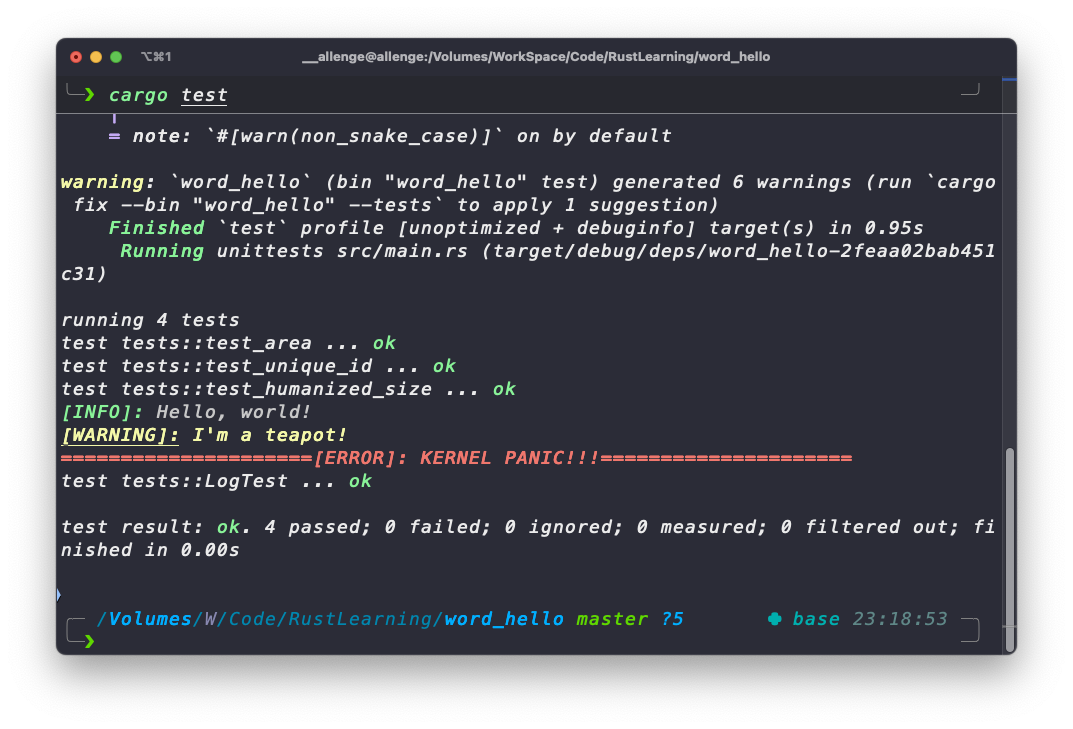 ⌥⌘1 __allenge@allenge:/Volumes/WorkSpace/Code/RustLearning/word_hello
❯ cargo test
= note: `#[warn(non_snake_case)]` on by default
warning: `word_hello` (bin "word_hello" test) generated 6 warnings (run `cargo
fix --bin "word_hello" --tests` to apply 1 suggestion)
Finished `test` profile [unoptimized + debuginfo] target(s) in 0.95s
Running unittests src/main.rs (target/debug/deps/word_hello-2feaa02bab451
c31)
running 4 tests
test tests::test_area ... ok
test tests::test_unique_id ... ok
test tests::test_humanized_size ... ok
[INFO]: Hello, world!
[WARNING]: I'm a teapot!
=====================[ERROR]: KERNEL PANIC!!!=====================
test tests::LogTest ... ok
test result: ok. 4 passed; 0 failed; 0 ignored; 0 measured; 0 filtered out; fi
nished in 0.00s
/Volumes/W/Code/RustLearning/word_hello master ?5 base 23:18:53
❯